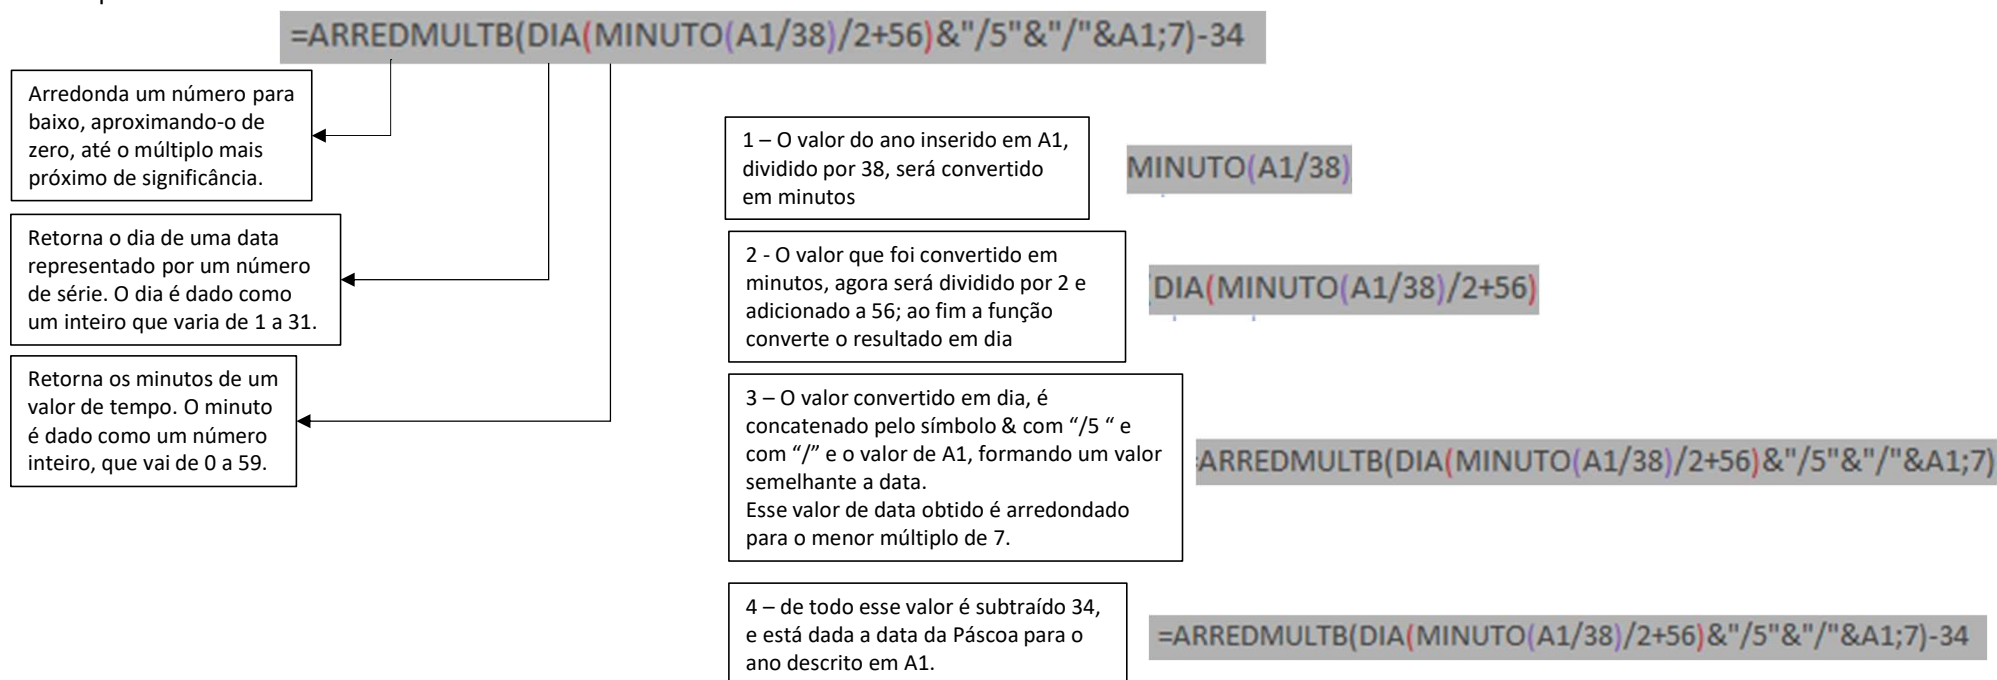 =ARREDMULTB(DIA(MINUTO(A1/38)/2+56)&"/5"&"/"&A1;7)-34
Arredonda um número para
baixo, aproximando-o de
zero, até o múltiplo mais
próximo de significância.
Retorna o dia de uma data
representado por um número
de série. O dia é dado como
um inteiro que varia de 1 a 31.
Retorna os minutos de um
valor de tempo. O minuto
é dado como um número
inteiro, que vai de 0 a 59.
1 – O valor do ano inserido em A1,
dividido por 38, será convertido
em minutos
MINUTO(A1/38)
2 - O valor que foi convertido em
minutos, agora será dividido por 2 e
adicionado a 56; ao fim a função
converte o resultado em dia
DIA(MINUTO(A1/38)/2+56)
3 – O valor convertido em dia, é
concatenado pelo símbolo & com “/5 “ e
com “/” e o valor de A1, formando um valor
semelhante a data.
Esse valor de data obtido é arredondado
para o menor múltiplo de 7.
ARREDMULTB(DIA(MINUTO(A1/38)/2+56)&"/5"&"/"&A1;7)
4 – de todo esse valor é subtraído 34,
e está dada a data da Páscoa para o
ano descrito em A1.
=ARREDMULTB(DIA(MINUTO(A1/38)/2+56)&"/5"&"/"&A1;7)-34